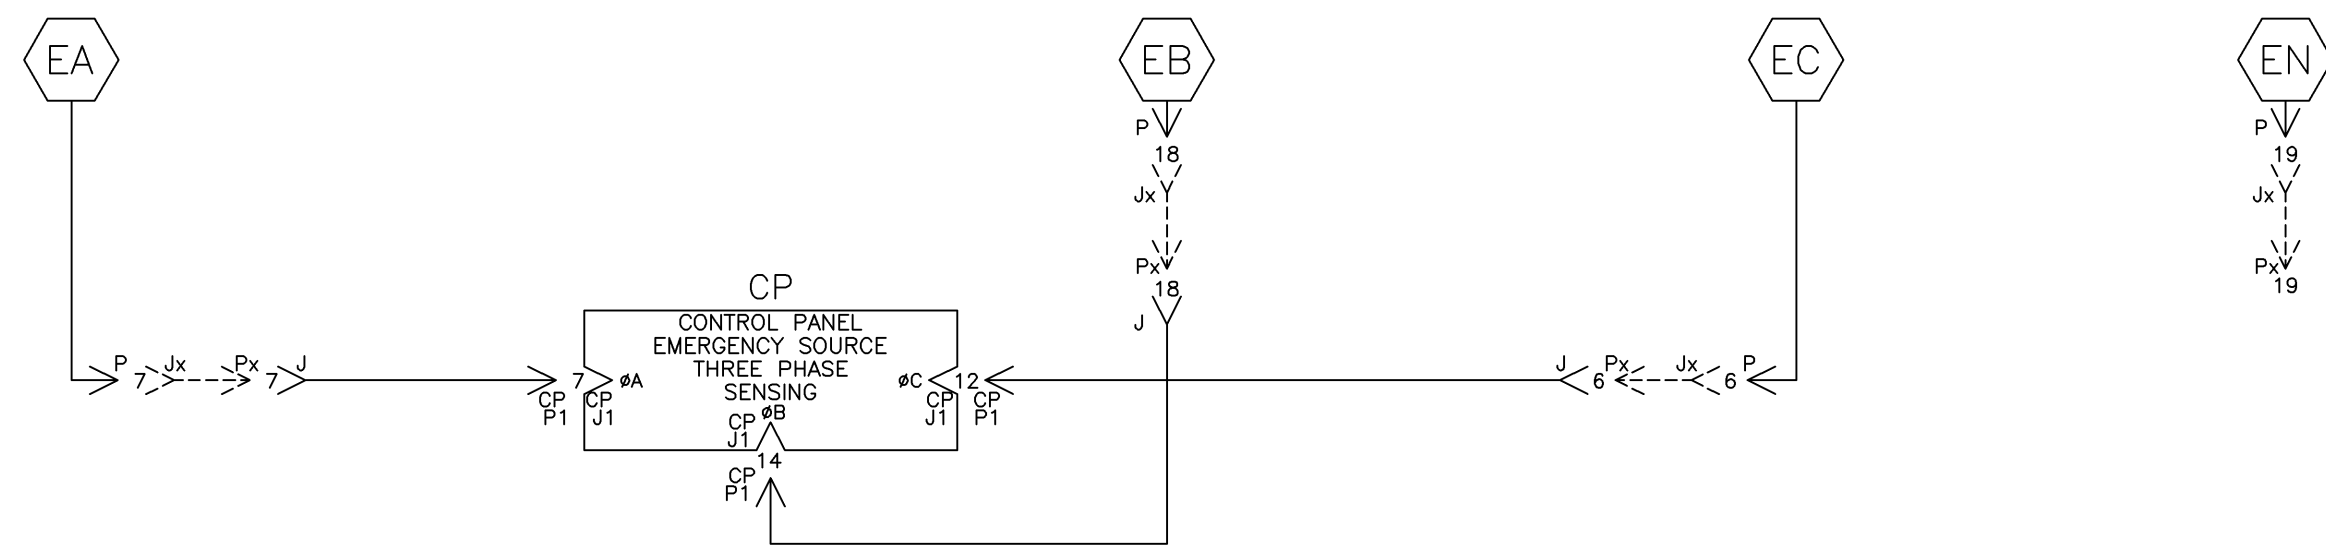 EA
EB
EC
EN
P
18
Jx
Px
18
J
P
19
Jx
Px
19
CP
CONTROL PANEL
EMERGENCY SOURCE
THREE PHASE
SENSING
P 7 Jx Px 7 J
7 øA
CP P1
CP J1
øC 12
CP J1
CP P1
J 6 Px Jx 6 P
øB
CP
J1
14
CP
P1